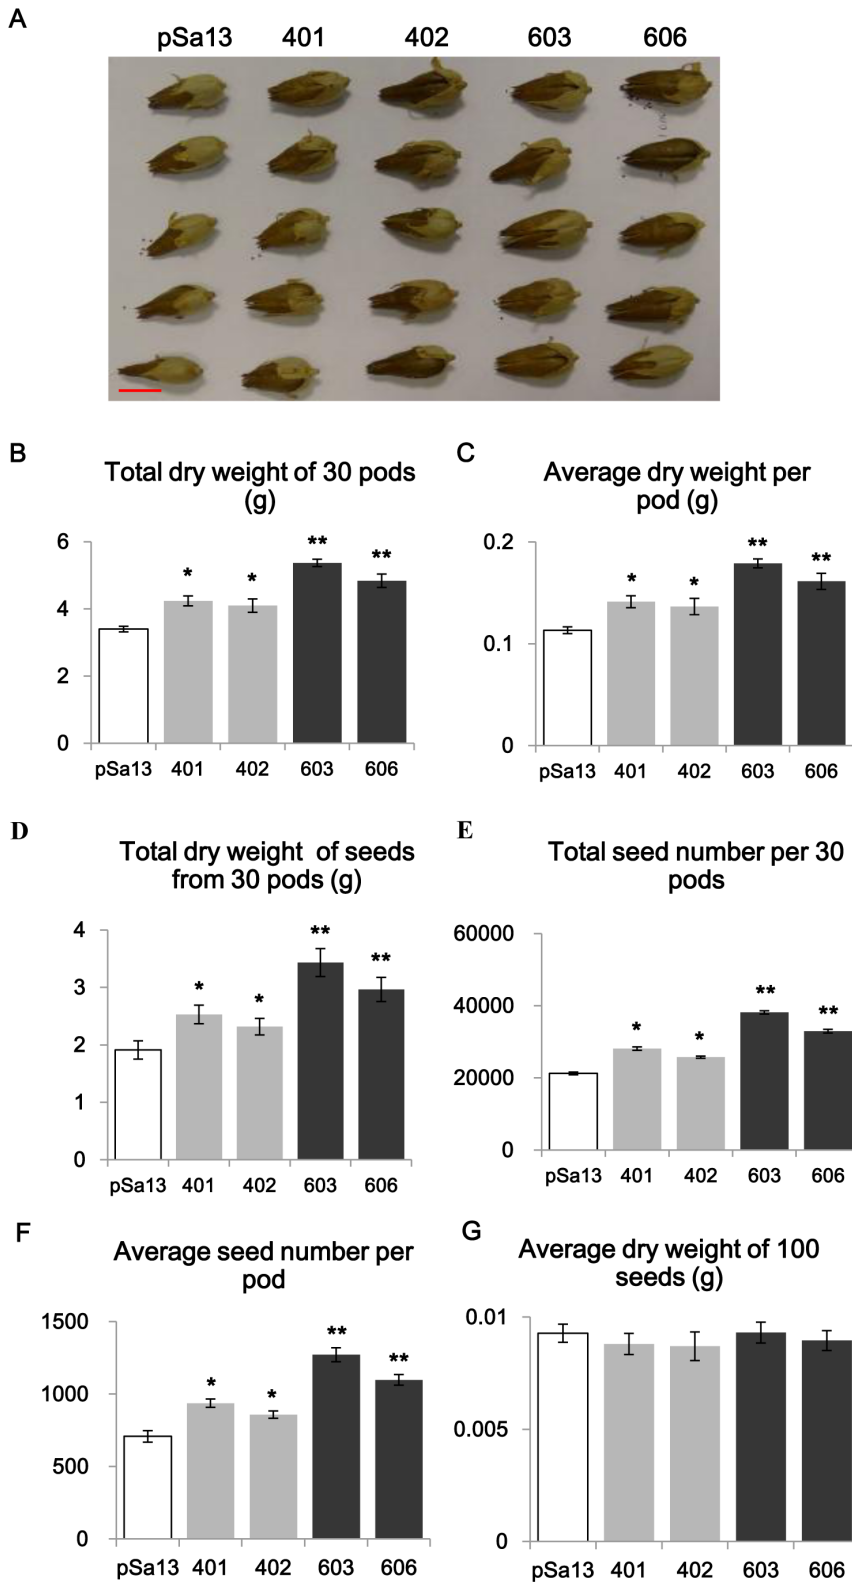 A
pSa13 401 402 603 606
B
Total dry weight of 30 pods
(g)
6
4
2
0
* * ** **
pSa13 401 402 603 606
C
Average dry weight per
pod (g)
0.2
0.1
0
* * ** **
pSa13 401 402 603 606
D
Total dry weight of seeds
from 30 pods (g)
4
3
2
1
0
* * ** **
pSa13 401 402 603 606
E
Total seed number per 30
pods
60000
40000
20000
0
* * ** **
pSa13 401 402 603 606
F
Average seed number per
pod
1500
1000
500
0
* * ** **
pSa13 401 402 603 606
G
Average dry weight of 100
seeds (g)
0.01
0.005
0
pSa13 401 402 603 606